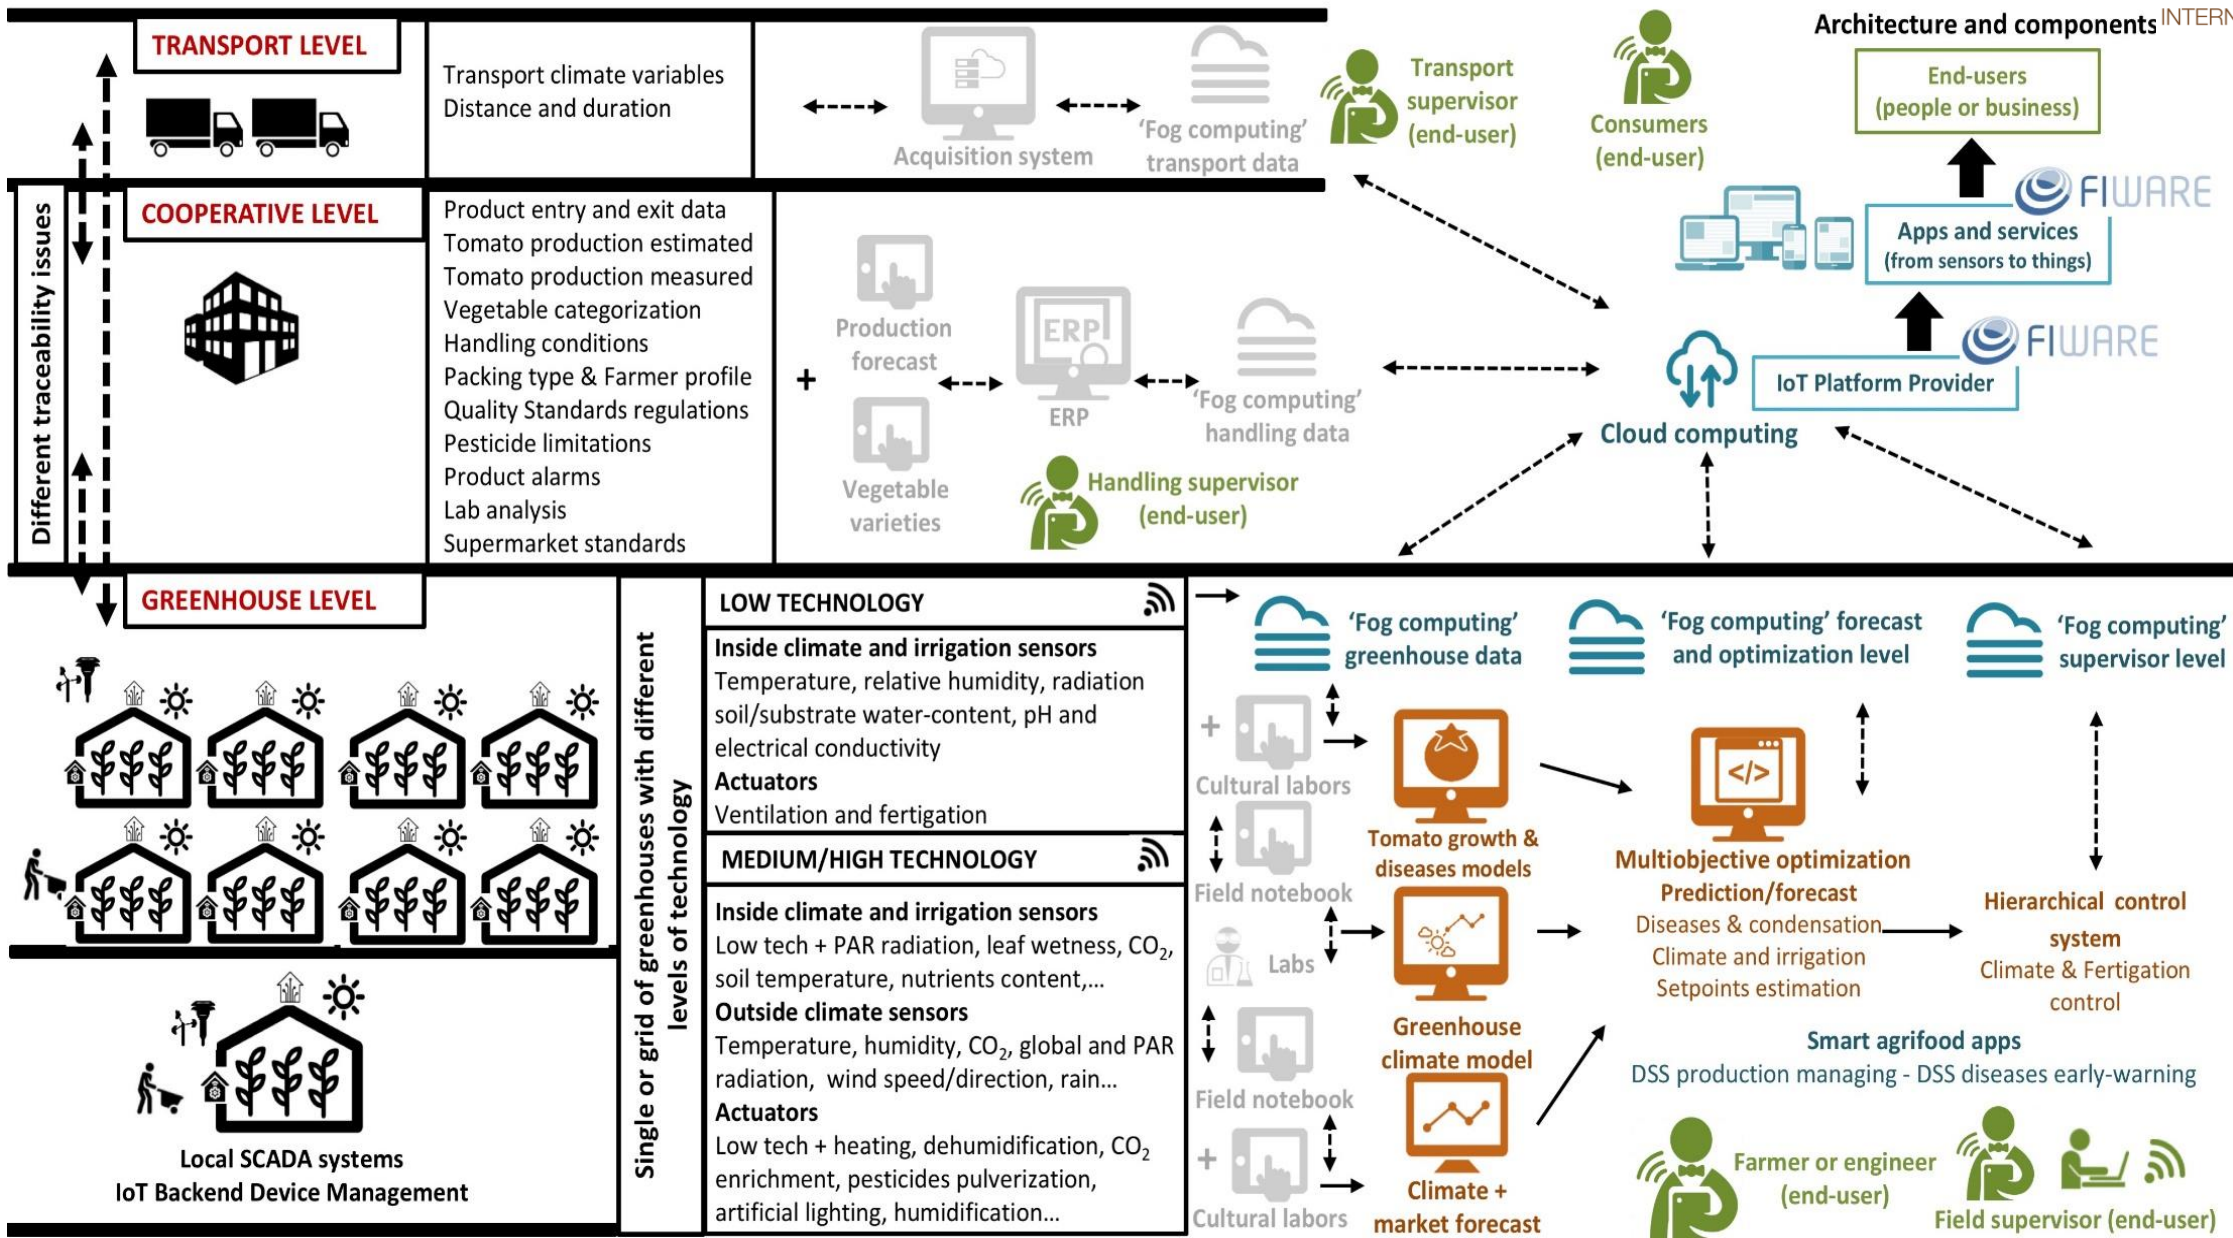 TRANSPORT LEVEL
Transport climate variables
Distance and duration
Acquisition system
'Fog computing'
transport data
Transport
supervisor
(end-user)
Consumers
(end-user)
Architecture and components
INTERN
End-users
(people or business)
FIWARE
Apps and services
(from sensors to things)
FIWARE
IoT Platform Provider
Cloud computing
Different traceability issues
COOPERATIVE LEVEL
Product entry and exit data
Tomato production estimated
Tomato production measured
Vegetable categorization
Handling conditions
Packing type & Farmer profile
Quality Standards regulations
Pesticide limitations
Product alarms
Lab analysis
Supermarket standards
+
Production
forecast
Vegetable
varieties
ERP
ERP
'Fog computing'
handling data
Handling supervisor
(end-user)
GREENHOUSE LEVEL
Local SCADA systems
IoT Backend Device Management
Single or grid of greenhouses with different
levels of technology
LOW TECHNOLOGY
Inside climate and irrigation sensors
Temperature, relative humidity, radiation
soil/substrate water-content, pH and
electrical conductivity
Actuators
Ventilation and fertigation
MEDIUM/HIGH TECHNOLOGY
Inside climate and irrigation sensors
Low tech + PAR radiation, leaf wetness, CO₂,
soil temperature, nutrients content,...
Outside climate sensors
Temperature, humidity, CO₂, global and PAR
radiation, wind speed/direction, rain...
Actuators
Low tech + heating, dehumidification, CO₂
enrichment, pesticides pulverization,
artificial lighting, humidification...
'Fog computing'
greenhouse data
'Fog computing' forecast
and optimization level
'Fog computing'
supervisor level
+
Cultural labors
Field notebook
Labs
Field notebook
+
Cultural labors
Tomato growth &
diseases models
Greenhouse
climate model
Climate +
market forecast
</>
Multiobjective optimization
Prediction/forecast
Diseases & condensation
Climate and irrigation
Setpoints estimation
Hierarchical control
system
Climate & Fertigation
control
Smart agrifood apps
DSS production managing - DSS diseases early-warning
Farmer or engineer
(end-user)
Field supervisor (end-user)